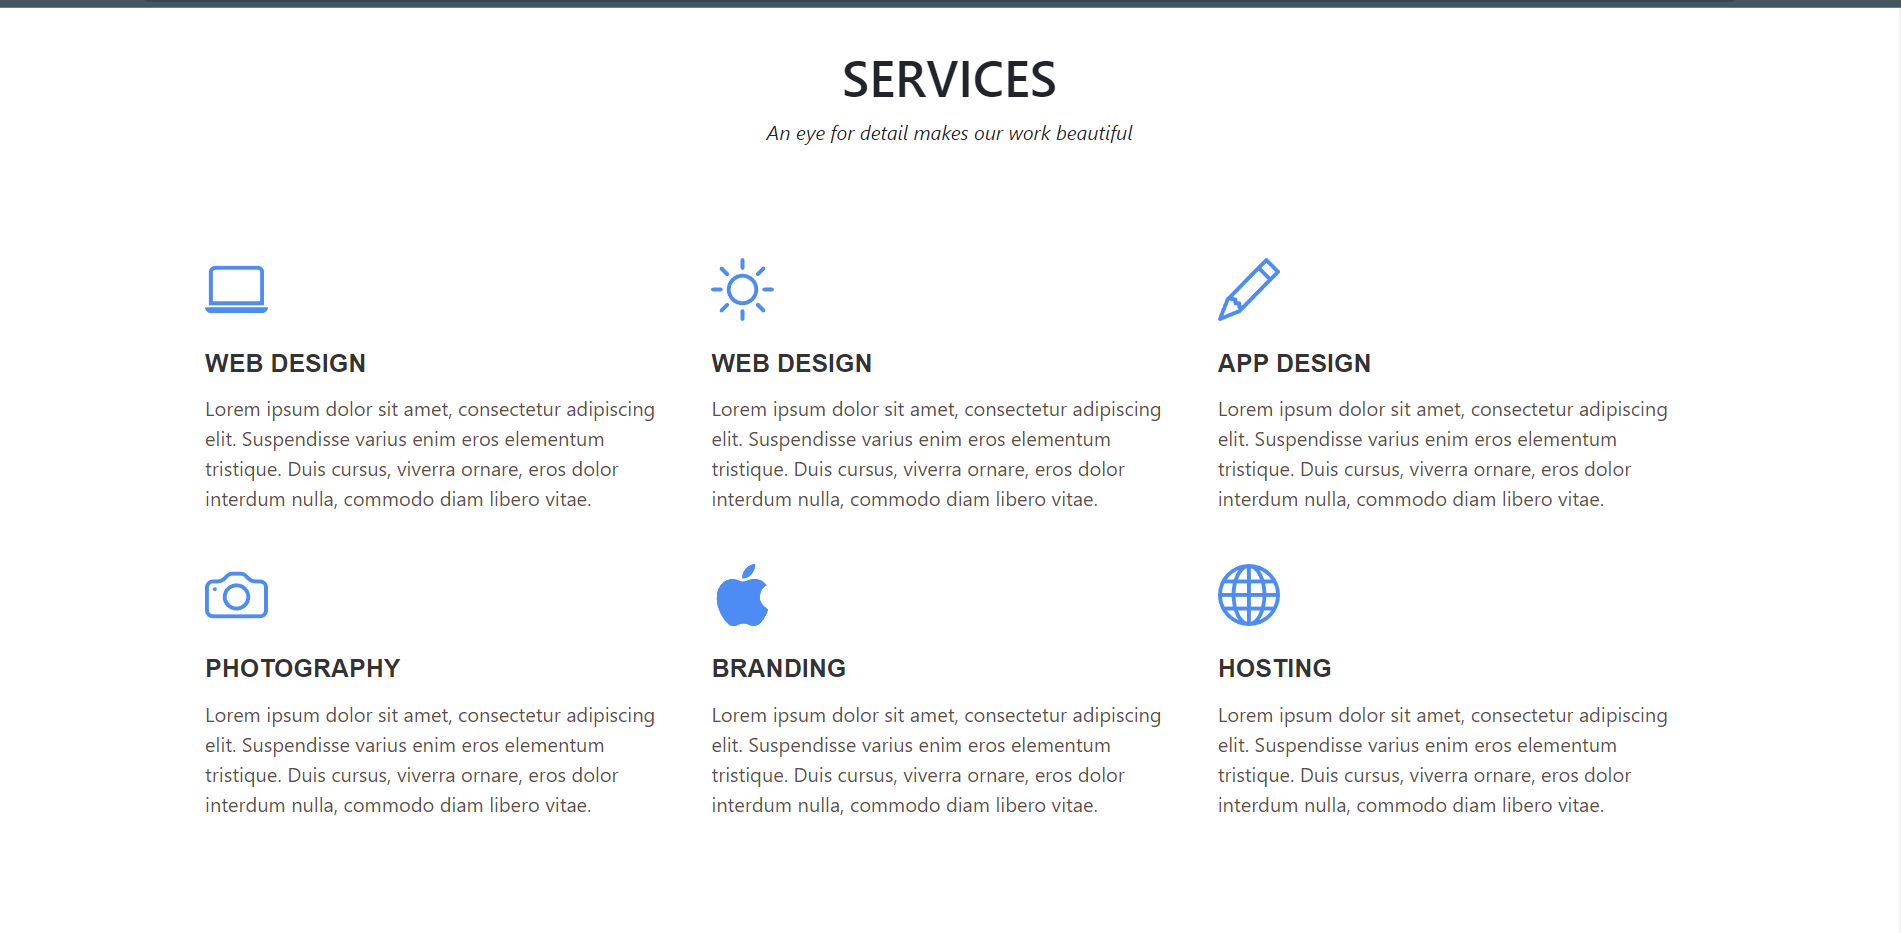 SERVICES
An eye for detail makes our work beautiful
WEB DESIGN
Lorem ipsum dolor sit amet, consectetur adipiscing
elit. Suspendisse varius enim eros elementum
tristique. Duis cursus, viverra ornare, eros dolor
interdum nulla, commodo diam libero vitae.
WEB DESIGN
Lorem ipsum dolor sit amet, consectetur adipiscing
elit. Suspendisse varius enim eros elementum
tristique. Duis cursus, viverra ornare, eros dolor
interdum nulla, commodo diam libero vitae.
APP DESIGN
Lorem ipsum dolor sit amet, consectetur adipiscing
elit. Suspendisse varius enim eros elementum
tristique. Duis cursus, viverra ornare, eros dolor
interdum nulla, commodo diam libero vitae.
PHOTOGRAPHY
Lorem ipsum dolor sit amet, consectetur adipiscing
elit. Suspendisse varius enim eros elementum
tristique. Duis cursus, viverra ornare, eros dolor
interdum nulla, commodo diam libero vitae.
BRANDING
Lorem ipsum dolor sit amet, consectetur adipiscing
elit. Suspendisse varius enim eros elementum
tristique. Duis cursus, viverra ornare, eros dolor
interdum nulla, commodo diam libero vitae.
HOSTING
Lorem ipsum dolor sit amet, consectetur adipiscing
elit. Suspendisse varius enim eros elementum
tristique. Duis cursus, viverra ornare, eros dolor
interdum nulla, commodo diam libero vitae.